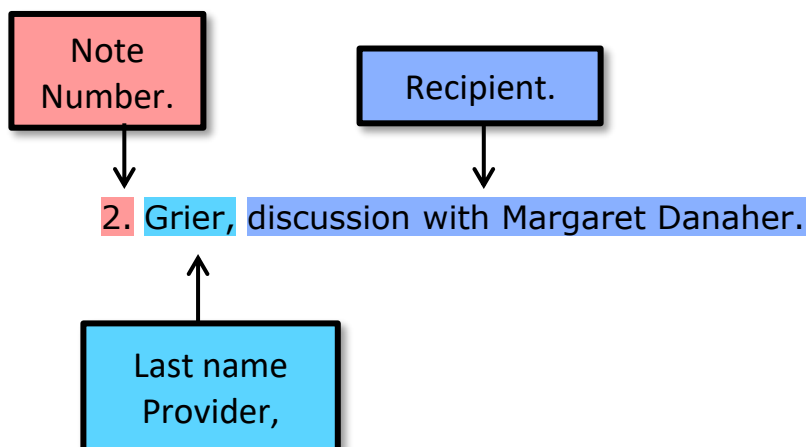 Note
Number.
Recipient.
2. Grier, discussion with Margaret Danaher.
Last name
Provider,